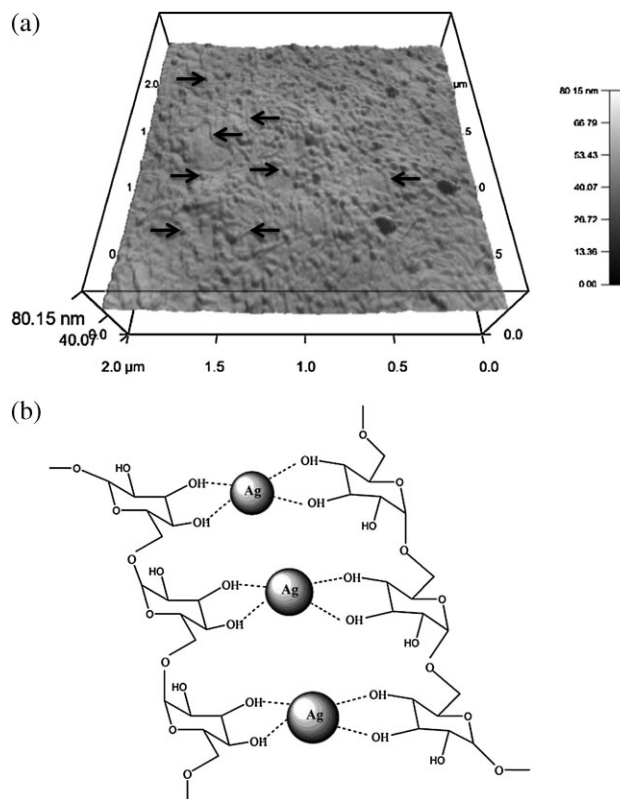 (a)
2.0
1.5
1.
0
µm
0
5
80.15 nm
40.07
0.0
0.0
2.0 µm
1.5
1.0
0.5
0.0
80.15 nm
66.79
53.43
40.07
26.72
13.36
0.00
(b)
O
HO
OH
OH
O
Ag
OH
OH
O
O
HO
O
O
HO
OH
OH
O
Ag
OH
OH
O
HO
O
O
HO
OH
OH
O
Ag
OH
OH
O
HO
O
O